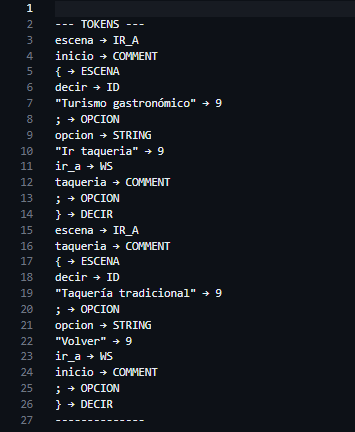 1
2 --- TOKENS ---
3 escena → IR_A
4 inicio → COMMENT
5 { → ESCENA
6 decir → ID
7 "Turismo gastronómico" → 9
8 ; → OPCION
9 opcion → STRING
10 "Ir taqueria" → 9
11 ir_a → WS
12 taqueria → COMMENT
13 ; → OPCION
14 } → DECIR
15 escena → IR_A
16 taqueria → COMMENT
17 { → ESCENA
18 decir → ID
19 "Taquería tradicional" → 9
20 ; → OPCION
21 opcion → STRING
22 "Volver" → 9
23 ir_a → WS
24 inicio → COMMENT
25 ; → OPCION
26 } → DECIR
27 --------------